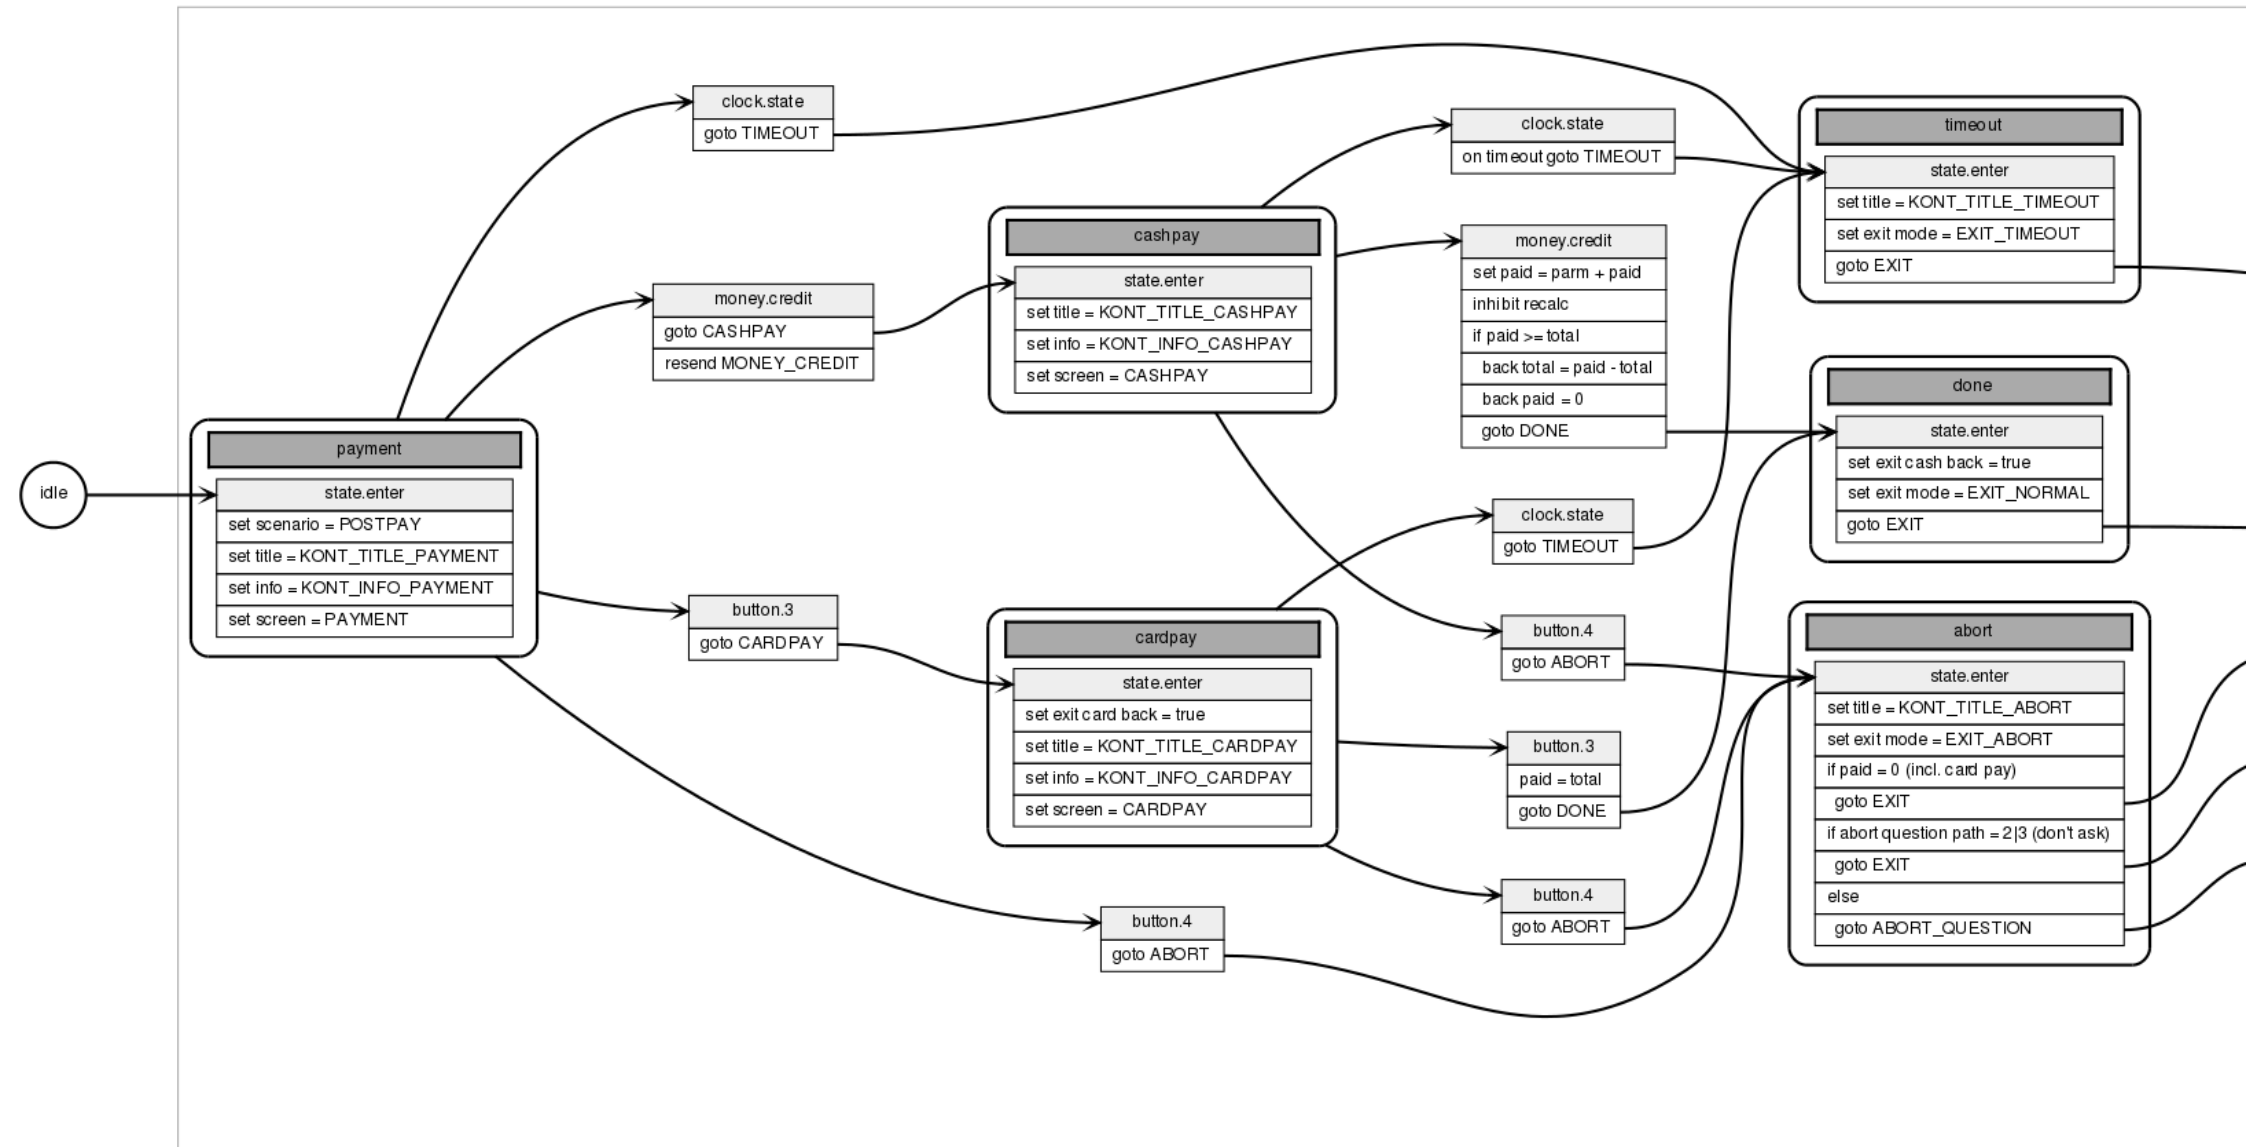 idle
payment
state.enter
set scenario = POSTPAY
set title = KONT_TITLE_PAYMENT
set info = KONT_INFO_PAYMENT
set screen = PAYMENT
clock.state
goto TIMEOUT
money.credit
goto CASHPAY
resend MONEY_CREDIT
button.3
goto CARDPAY
button.4
goto ABORT
cashpay
state.enter
set title = KONT_TITLE_CASHPAY
set info = KONT_INFO_CASHPAY
set screen = CASHPAY
cardpay
state.enter
set exit card back = true
set title = KONT_TITLE_CARDPAY
set info = KONT_INFO_CARDPAY
set screen = CARDPAY
clock.state
on timeout goto TIMEOUT
money.credit
set paid = parm + paid
inhibit recalc
if paid >= total
back total = paid - total
back paid = 0
goto DONE
clock.state
goto TIMEOUT
button.4
goto ABORT
button.3
paid = total
goto DONE
button.4
goto ABORT
timeout
state.enter
set title = KONT_TITLE_TIMEOUT
set exit mode = EXIT_TIMEOUT
goto EXIT
done
state.enter
set exit cash back = true
set exit mode = EXIT_NORMAL
goto EXIT
abort
state.enter
set title = KONT_TITLE_ABORT
set exit mode = EXIT_ABORT
if paid = 0 (incl. card pay)
goto EXIT
if abort question path = 2|3 (don't ask)
goto EXIT
else
goto ABORT_QUESTION